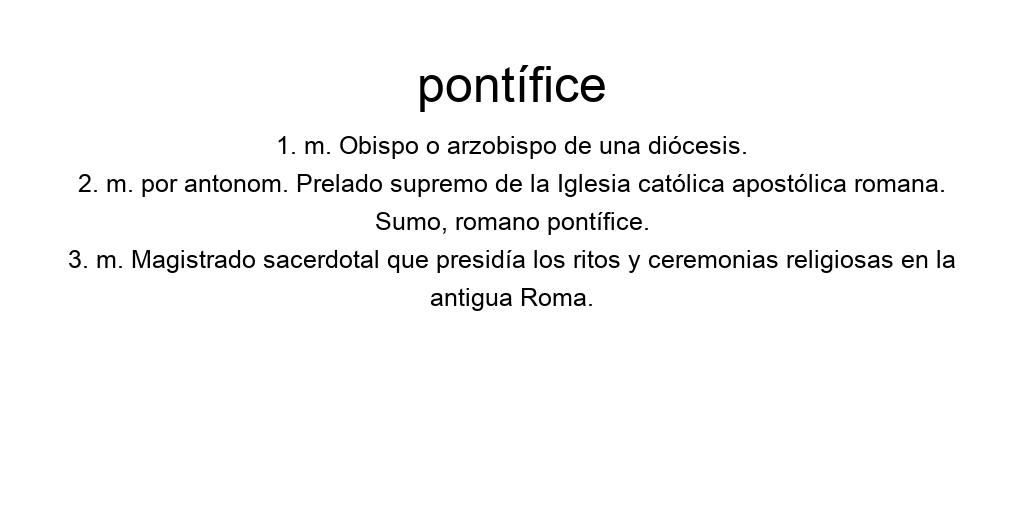 pontífice
1. m. Obispo o arzobispo de una diócesis.
2. m. por antonom. Prelado supremo de la Iglesia católica apostólica romana.
Sumo, romano pontífice.
3. m. Magistrado sacerdotal que presidía los ritos y ceremonias religiosas en la
antigua Roma.